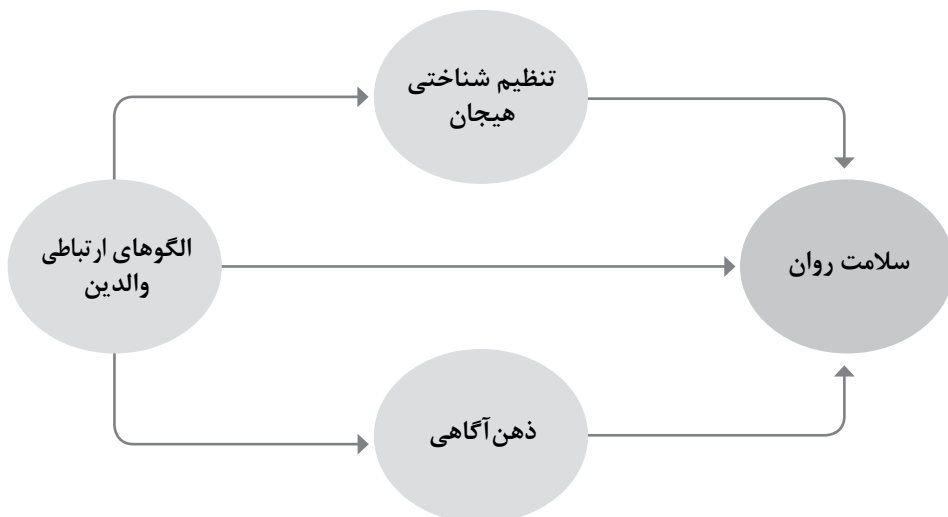 تنظیم شناختی
هیجان
الگوهای ارتباطی
والدین
سلامت روان
ذهن‌آگاهی